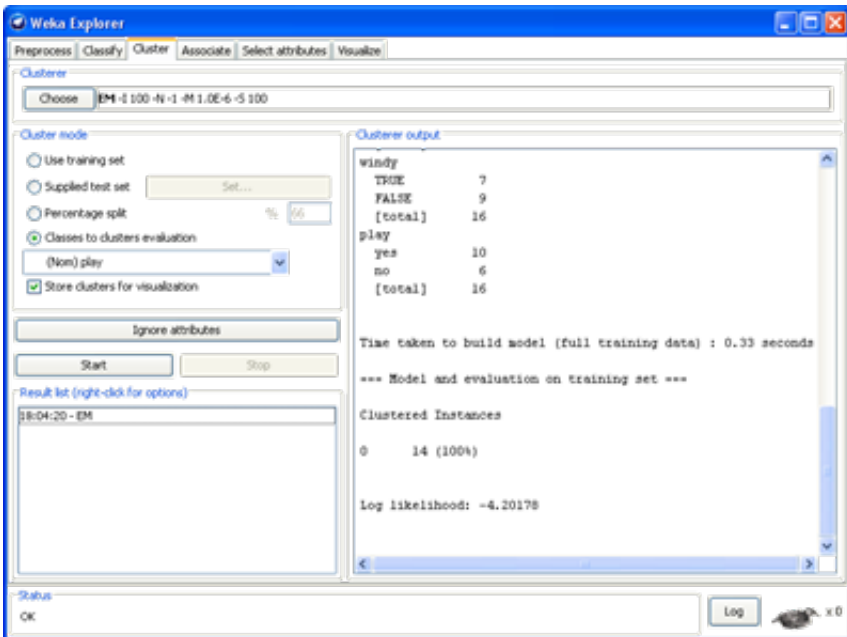 Weka Explorer
Preprocess Classify Cluster Associate Select attributes Visualize
Clusterer
Choose EM -I 100 -N -1 -M 1.0E-6 -S 100
Cluster mode
Use training set
Supplied test set Set...
Percentage split % 66
Classes to clusters evaluation
(Nom) play
Store clusters for visualization
Ignore attributes
Start Stop
Result list (right-click for options)
18:04:20 - EM
Clusterer output
windy
TRUE 7
FALSE 9
[total] 16
play
yes 10
no 6
[total] 16
Time taken to build model (full training data) : 0.33 seconds
=== Model and evaluation on training set ===
Clustered Instances
0 14 (100%)
Log likelihood: -4.20178
Status
OK
Log x 0